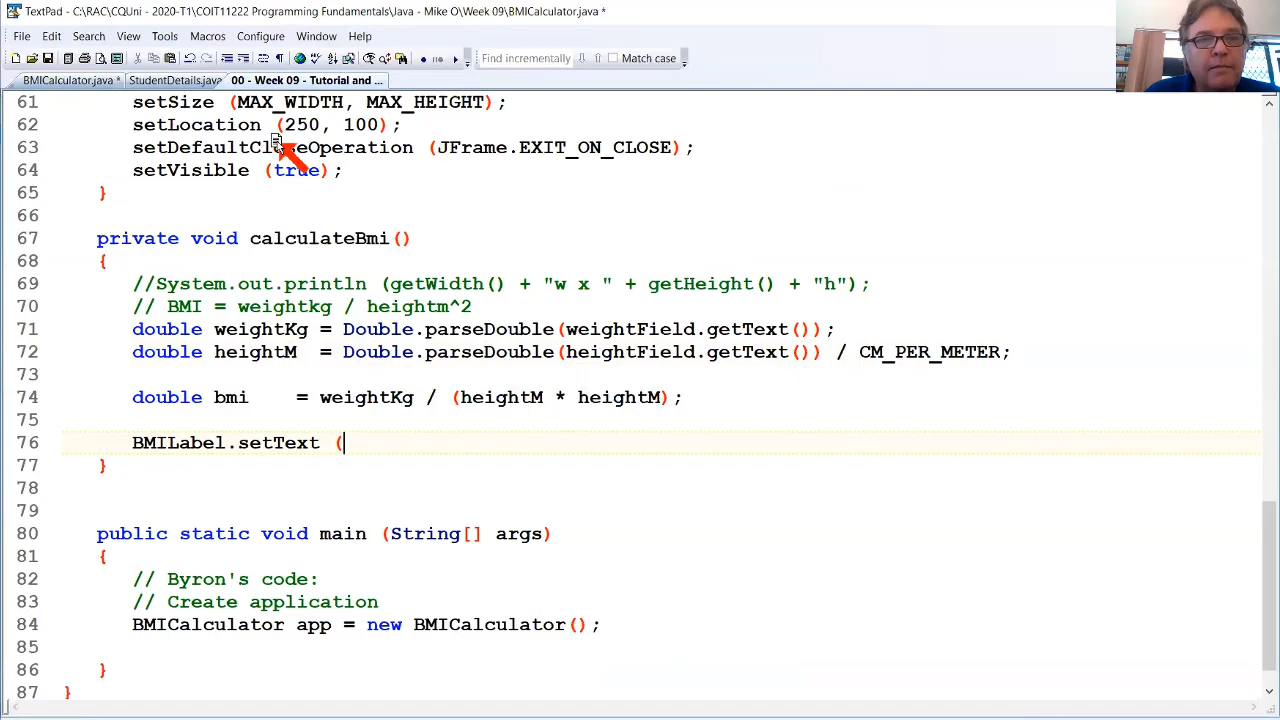 TextPad - C:\RAC\CQUni - 2020-T1\COIT11222 Programming Fundamentals\Java - Mike O\Week 09\BMICalculator.java *
File Edit Search View Tools Macros Configure Window Help
Find incrementally Match case
BMICalculator.java * StudentDetails.java 00 - Week 09 - Tutorial and ...
61 setSize (MAX_WIDTH, MAX_HEIGHT);
62 setLocation (250, 100);
63 setDefaultCloseOperation (JFrame.EXIT_ON_CLOSE);
64 setVisible (true);
65 }
66
67 private void calculateBmi()
68 {
69 //System.out.println (getWidth() + "w x " + getHeight() + "h");
70 // BMI = weightkg / heightm^2
71 double weightKg = Double.parseDouble(weightField.getText());
72 double heightM = Double.parseDouble(heightField.getText()) / CM_PER_METER;
73
74 double bmi = weightKg / (heightM * heightM);
75
76 BMILabel.setText (
77 }
78
79
80 public static void main (String[] args)
81 {
82 // Byron's code:
83 // Create application
84 BMICalculator app = new BMICalculator();
85
86 }
87 }